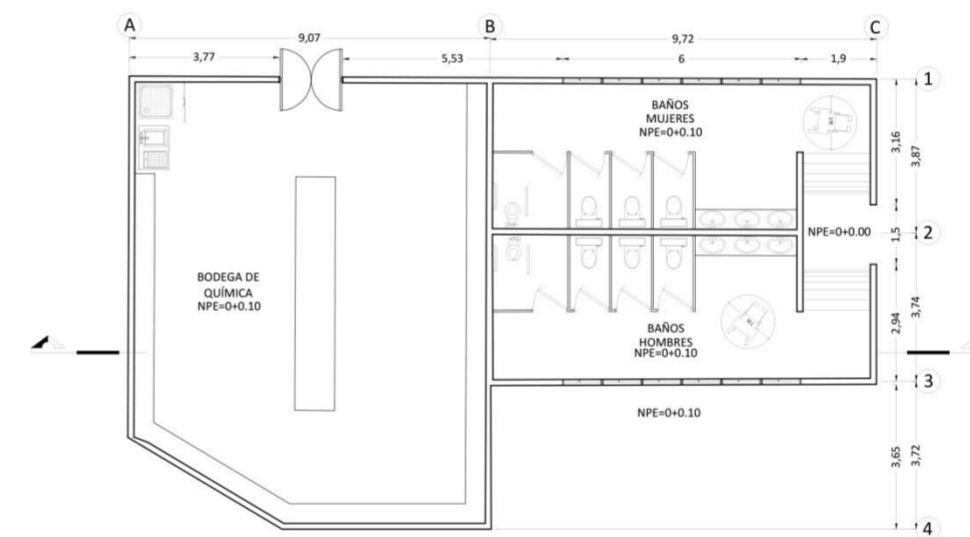 A
B
C
9,07
9,72
3,77
5,53
6
1,9
1
BAÑOS
MUJERES
NPE=0+0.10
3,16
3,87
NPE=0+0.00
1,5
2
BODEGA DE
QUÍMICA
NPE=0+0.10
BAÑOS
HOMBRES
NPE=0+0.10
2,94
3,74
3
NPE=0+0.10
3,65
3,72
4